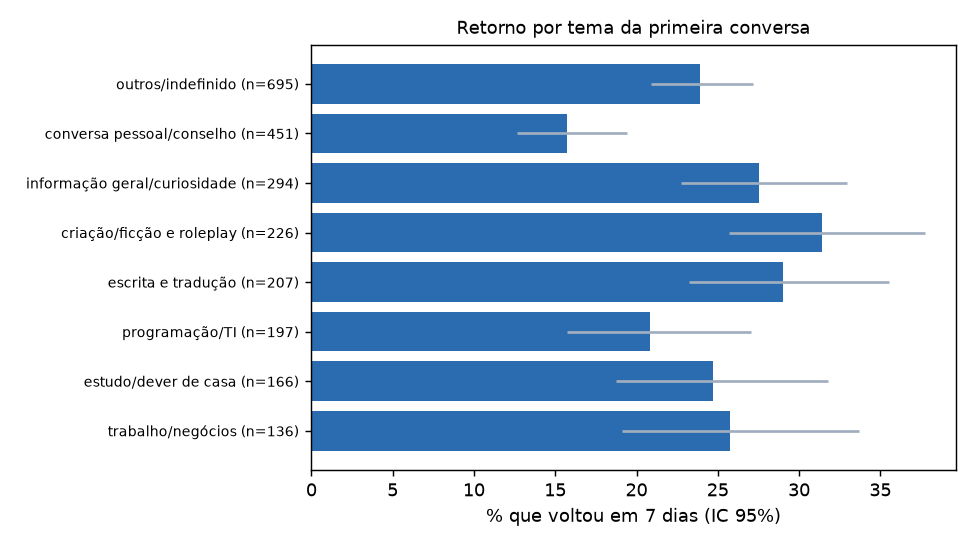 Retorno por tema da primeira conversa
outros/indefinido (n=695)
conversa pessoal/conselho (n=451)
informação geral/curiosidade (n=294)
criação/ficção e roleplay (n=226)
escrita e tradução (n=207)
programação/TI (n=197)
estudo/dever de casa (n=166)
trabalho/negócios (n=136)
0 5 10 15 20 25 30 35
% que voltou em 7 dias (IC 95%)